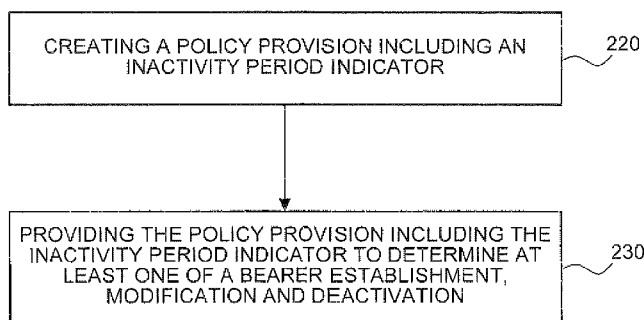 CREATING A POLICY PROVISION INCLUDING AN
INACTIVITY PERIOD INDICATOR
220
PROVIDING THE POLICY PROVISION INCLUDING THE
INACTIVITY PERIOD INDICATOR TO DETERMINE AT
LEAST ONE OF A BEARER ESTABLISHMENT,
MODIFICATION AND DEACTIVATION
230